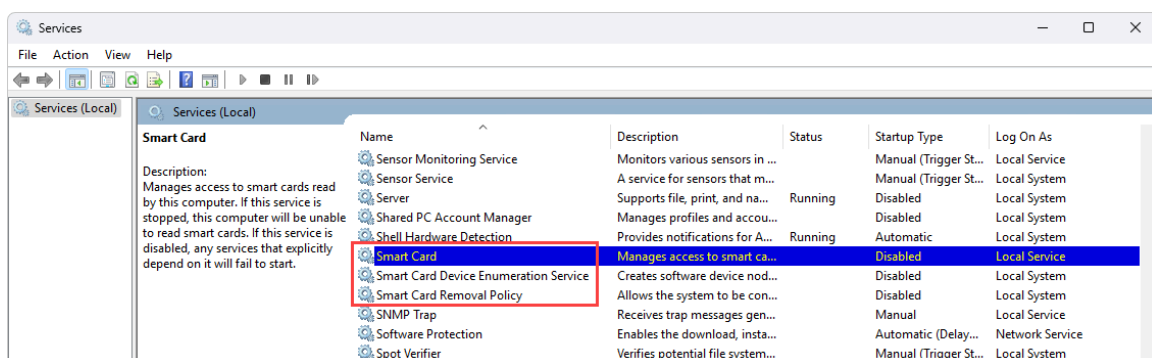 Services
File Action View Help
Services (Local)
Services (Local)
Smart Card
Description:
Manages access to smart cards read
by this computer. If this service is
stopped, this computer will be unable
to read smart cards. If this service is
disabled, any services that explicitly
depend on it will fail to start.
Name Description Status Startup Type Log On As
Sensor Monitoring Service Monitors various sensors in ... Manual (Trigger St... Local Service
Sensor Service A service for sensors that m... Manual (Trigger St... Local System
Server Supports file, print, and na... Running Disabled Local System
Shared PC Account Manager Manages profiles and accou... Disabled Local System
Shell Hardware Detection Provides notifications for A... Running Automatic Local System
Smart Card Manages access to smart ca... Disabled Local Service
Smart Card Device Enumeration Service Creates software device nod... Disabled Local System
Smart Card Removal Policy Allows the system to be con... Disabled Local System
SNMP Trap Receives trap messages gen... Manual Local Service
Software Protection Enables the download, insta... Automatic (Delay... Network Service
Spot Verifier Verifies potential file system... Manual (Trigger St... Local System